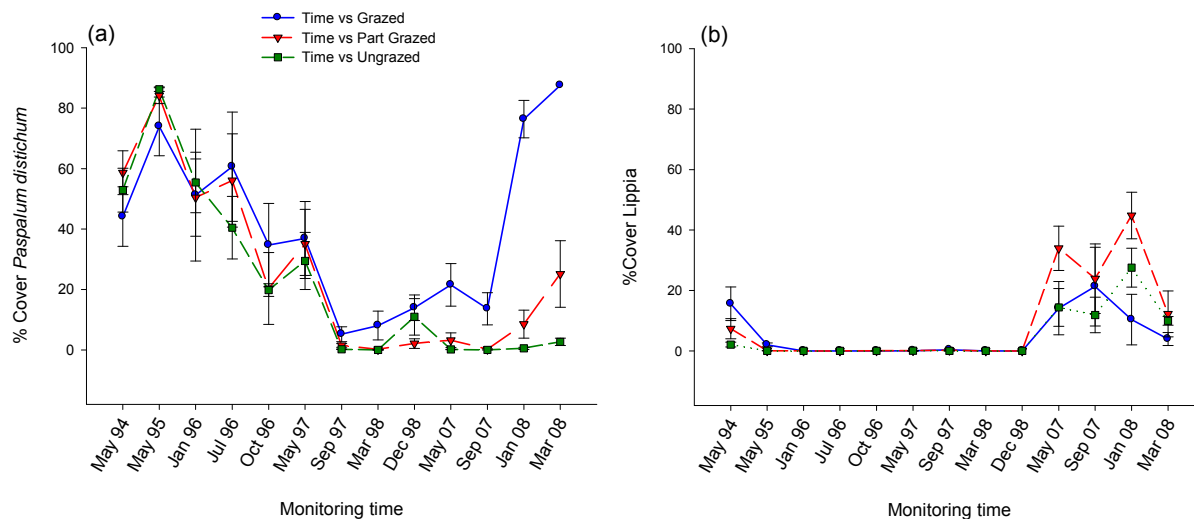 (a)
Time vs Grazed
Time vs Part Grazed
Time vs Ungrazed
% Cover Paspalum distichum
100
80
60
40
20
0
May 94
May 95
Jan 96
Jul 96
Oct 96
May 97
Sep 97
Mar 98
Dec 98
May 07
Sep 07
Jan 08
Mar 08
Monitoring time
(b)
%Cover Lippia
100
80
60
40
20
0
May 94
May 95
Jan 96
Jul 96
Oct 96
May 97
Sep 97
Mar 98
Dec 98
May 07
Sep 07
Jan 08
Mar 08
Monitoring time